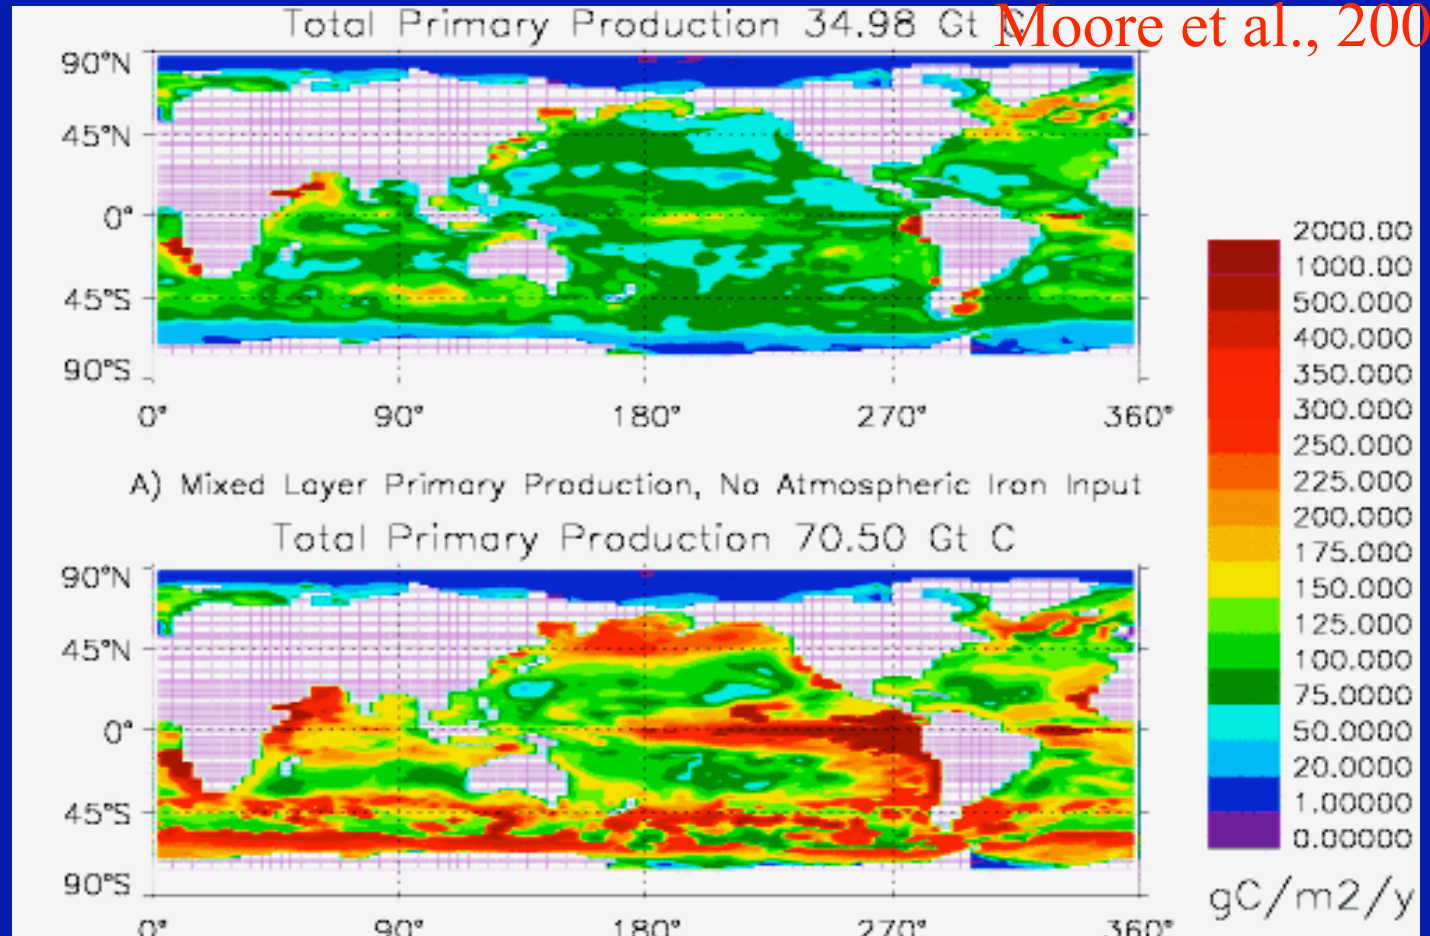 Total Primary Production 34.98 Gt C
Moore et al., 200
90°N
45°N
0°
45°S
90°S
0° 90° 180° 270° 360°
A) Mixed Layer Primary Production, No Atmospheric Iron Input
Total Primary Production 70.50 Gt C
90°N
45°N
0°
45°S
90°S
0° 90° 180° 270° 360°
2000.00
1000.00
500.000
400.000
350.000
300.000
250.000
225.000
200.000
175.000
150.000
125.000
100.000
75.0000
50.0000
20.0000
1.00000
0.00000
gC/m2/y